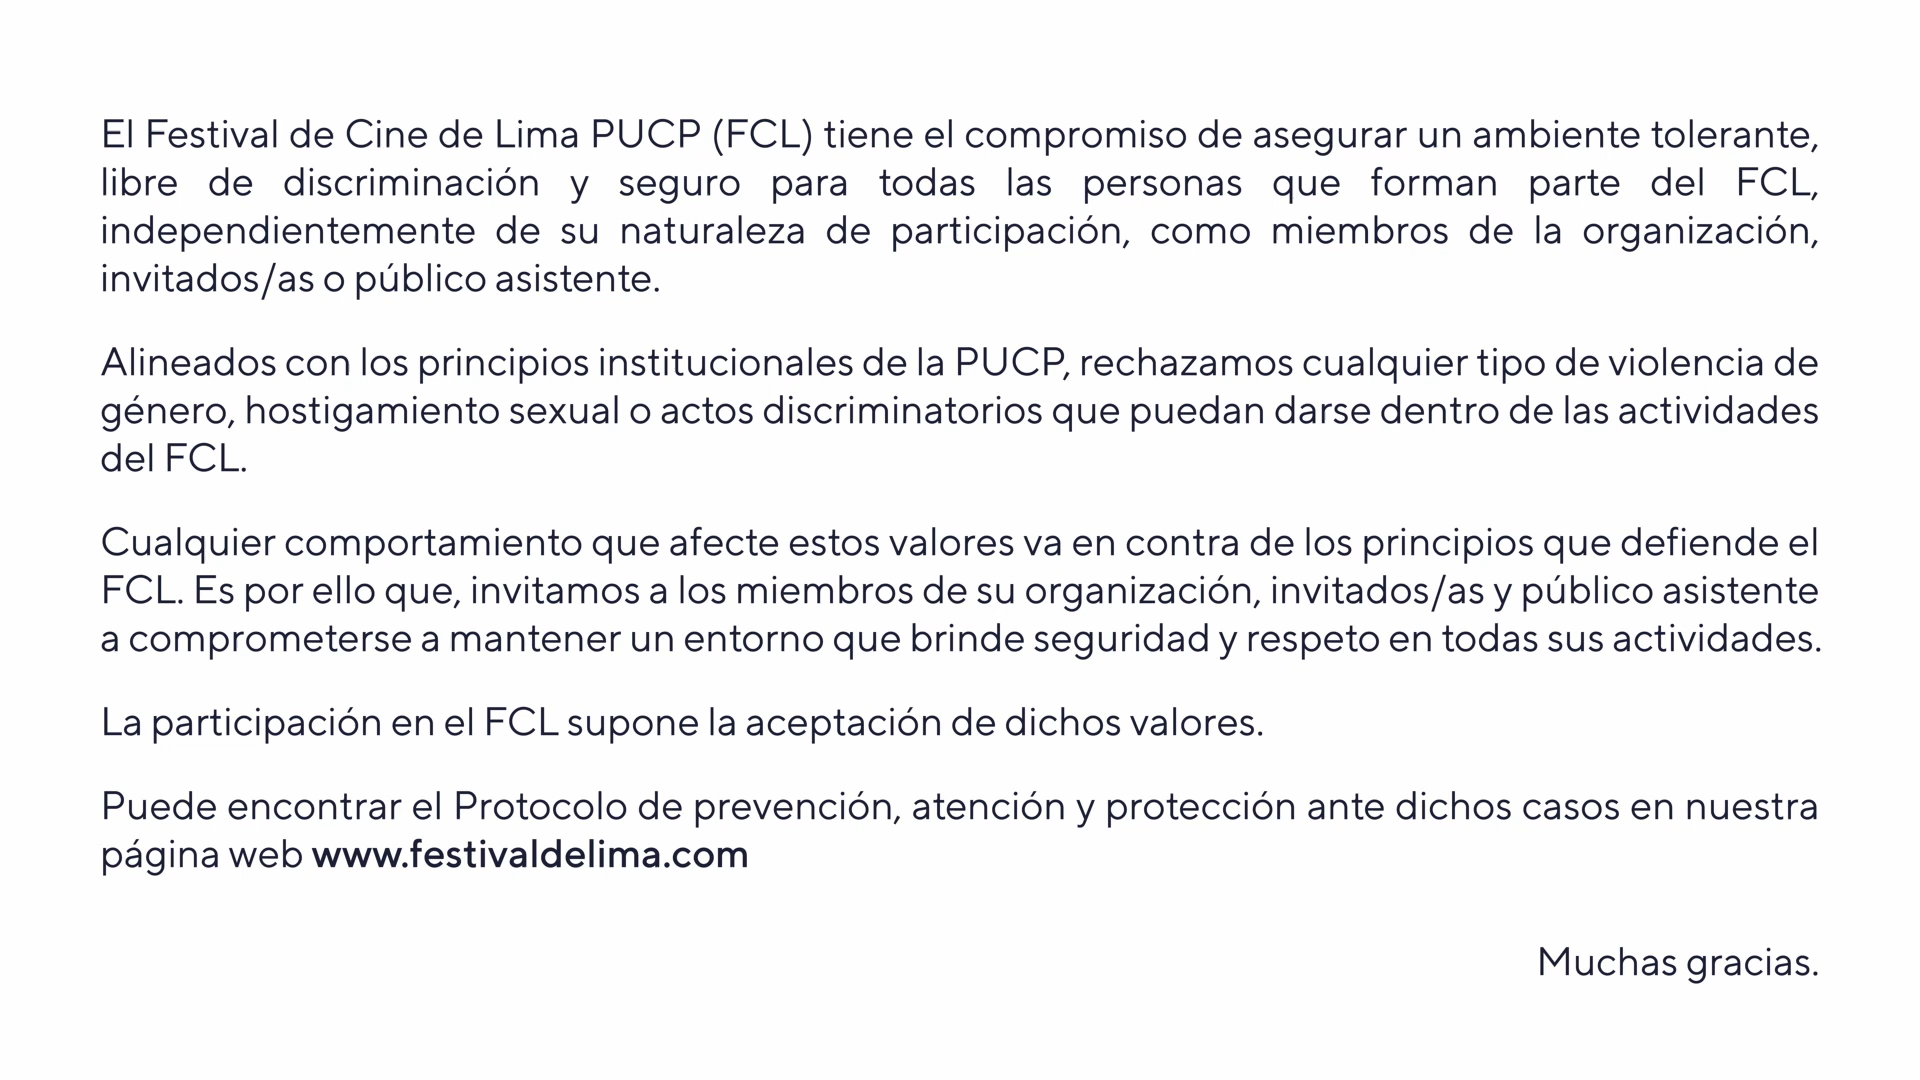 El Festival de Cine de Lima PUCP (FCL) tiene el compromiso de asegurar un ambiente tolerante,
libre de discriminación y seguro para todas las personas que forman parte del FCL,
independientemente de su naturaleza de participación, como miembros de la organización,
invitados/as o público asistente.
Alineados con los principios institucionales de la PUCP, rechazamos cualquier tipo de violencia de
género, hostigamiento sexual o actos discriminatorios que puedan darse dentro de las actividades
del FCL.
Cualquier comportamiento que afecte estos valores va en contra de los principios que defiende el
FCL. Es por ello que, invitamos a los miembros de su organización, invitados/as y público asistente
a comprometerse a mantener un entorno que brinde seguridad y respeto en todas sus actividades.
La participación en el FCL supone la aceptación de dichos valores.
Puede encontrar el Protocolo de prevención, atención y protección ante dichos casos en nuestra
página web www.festivaldelima.com
Muchas gracias.